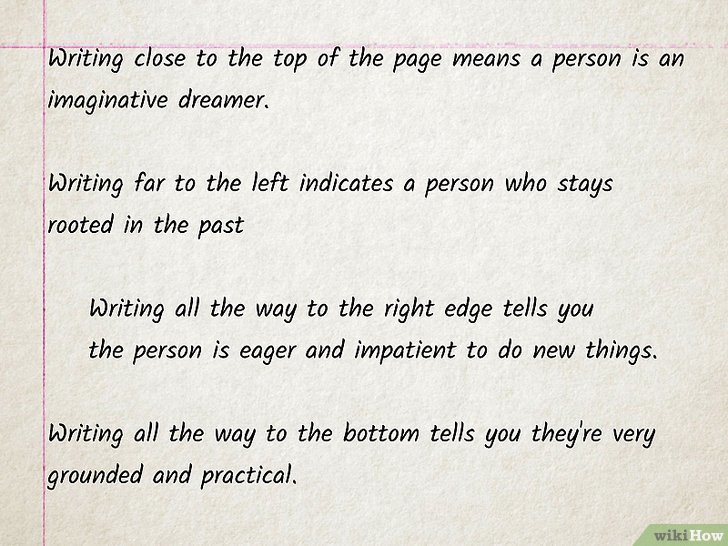 Writing close to the top of the page means a person is an
imaginative dreamer.
Writing far to the left indicates a person who stays
rooted in the past
Writing all the way to the right edge tells you
the person is eager and impatient to do new things.
Writing all the way to the bottom tells you they're very
grounded and practical.
wikiHow